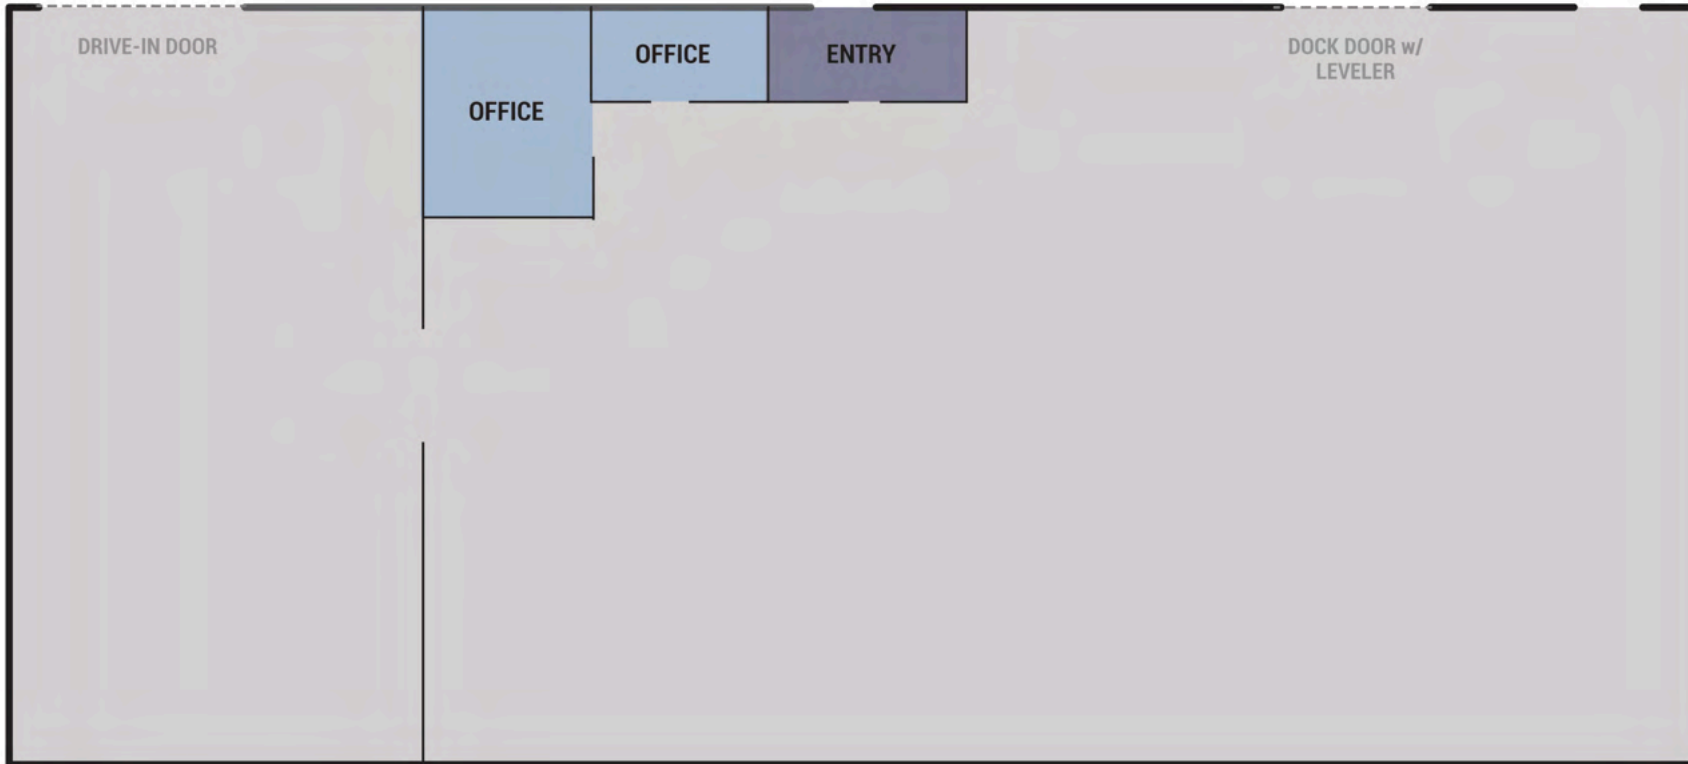 DRIVE-IN DOOR
OFFICE
OFFICE
ENTRY
DOCK DOOR w/
LEVELER